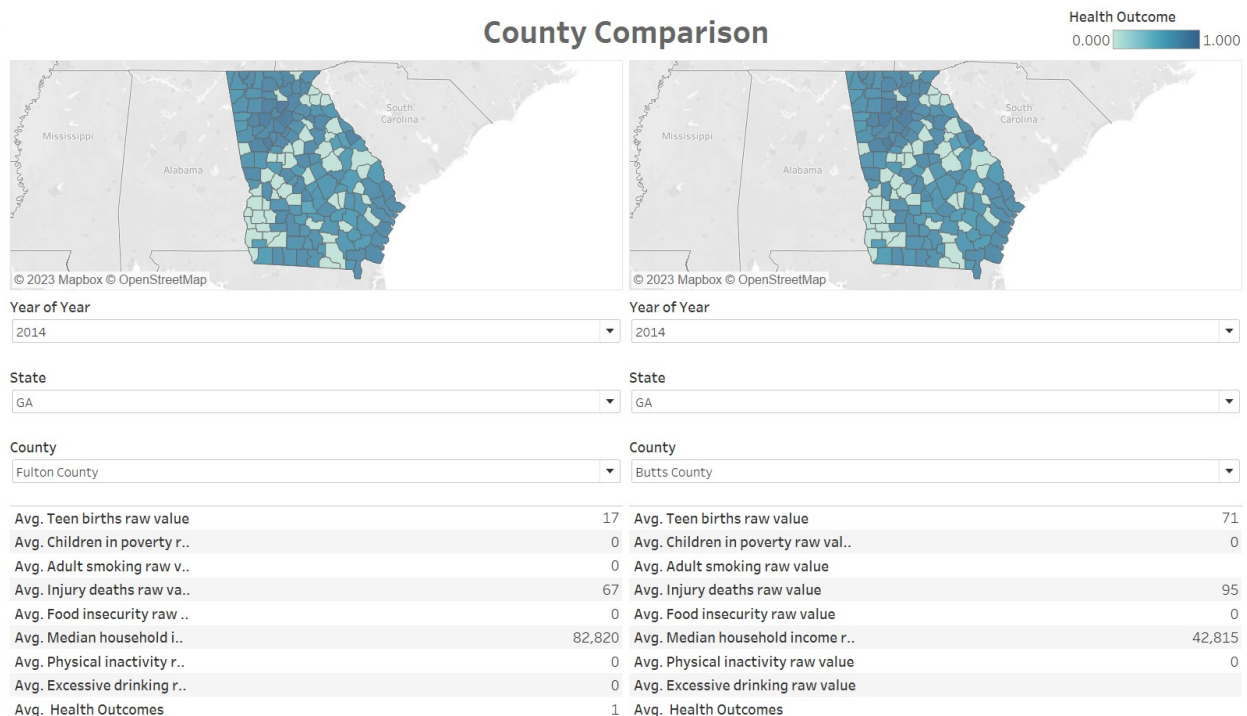 County Comparison
Health Outcome
0.000 1.000
Mississippi
Alabama
South
Carolina
© 2023 Mapbox © OpenStreetMap
Mississippi
Alabama
South
Carolina
© 2023 Mapbox © OpenStreetMap
Year of Year
2014
Year of Year
2014
State
GA
State
GA
County
Fulton County
County
Butts County
Avg. Teen births raw value 17
Avg. Children in poverty r.. 0
Avg. Adult smoking raw v.. 0
Avg. Injury deaths raw va.. 67
Avg. Food insecurity raw .. 0
Avg. Median household i.. 82,820
Avg. Physical inactivity r.. 0
Avg. Excessive drinking r.. 0
Avg. Health Outcomes 1
Avg. Teen births raw value 71
Avg. Children in poverty raw val.. 0
Avg. Adult smoking raw value
Avg. Injury deaths raw value 95
Avg. Food insecurity raw value 0
Avg. Median household income r.. 42,815
Avg. Physical inactivity raw value 0
Avg. Excessive drinking raw value
Avg. Health Outcomes